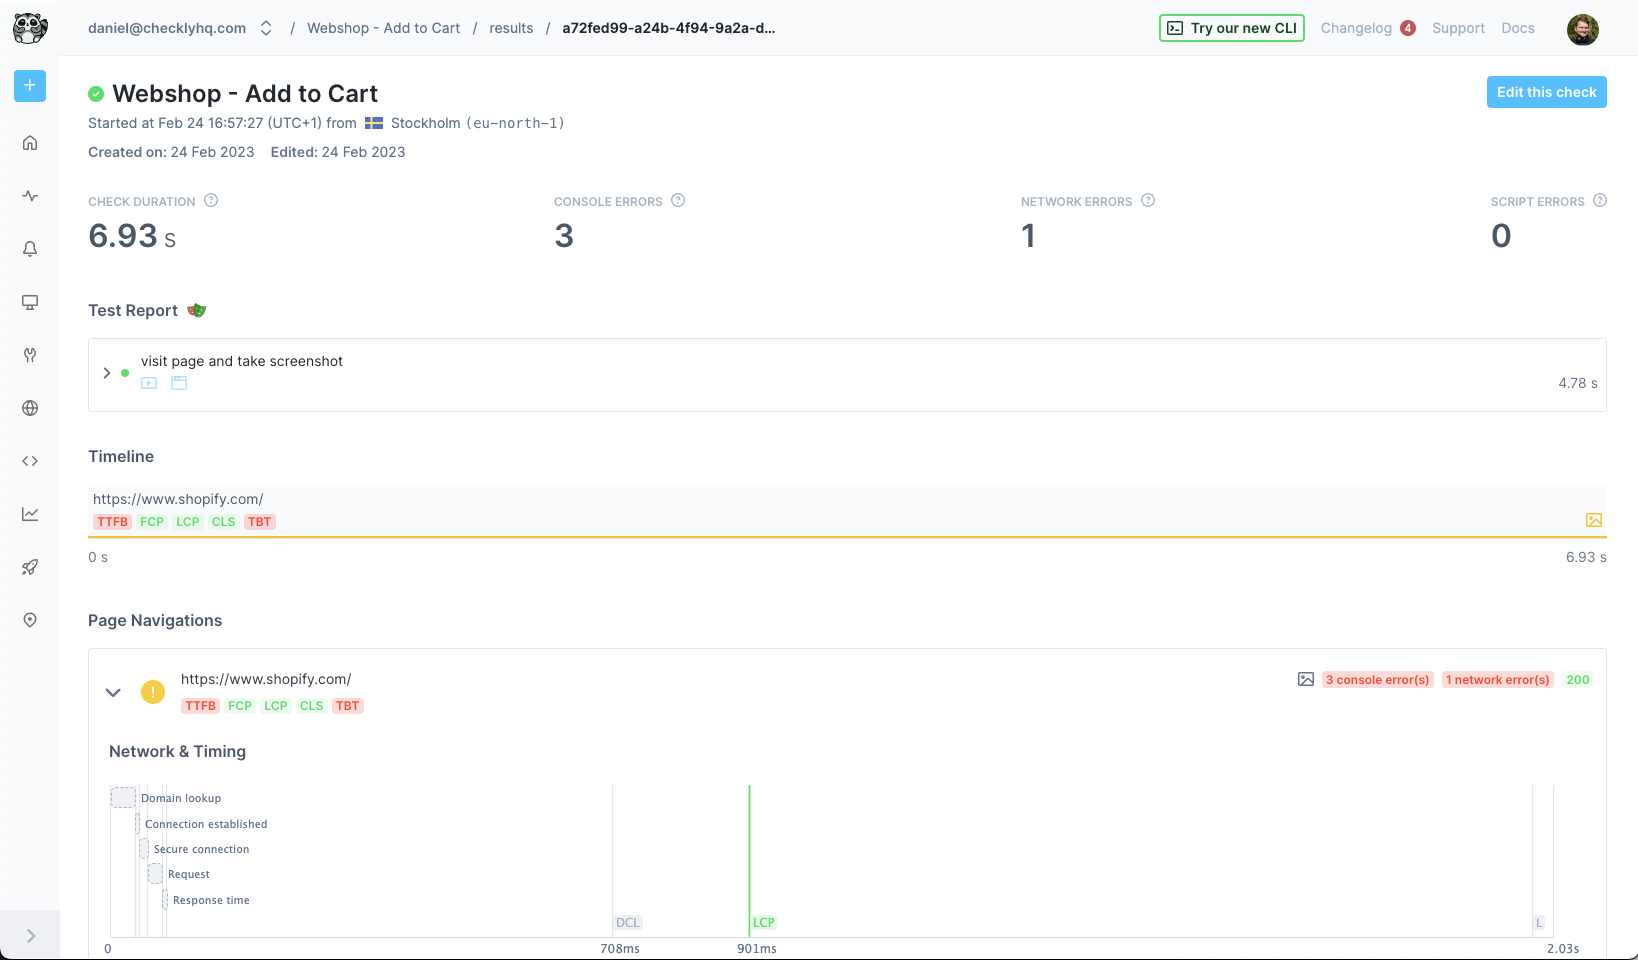 daniel@checklyhq.com / Webshop - Add to Cart / results / a72fed99-a24b-4f94-9a2a-d...
Try our new CLI Changelog 4 Support Docs
Webshop - Add to Cart
Edit this check
Started at Feb 24 16:57:27 (UTC+1) from Stockholm (eu-north-1)
Created on: 24 Feb 2023 Edited: 24 Feb 2023
CHECK DURATION ? CONSOLE ERRORS ? NETWORK ERRORS ? SCRIPT ERRORS ?
6.93 s 3 1 0
Test Report
visit page and take screenshot
4.78 s
Timeline
https://www.shopify.com/
TTFB FCP LCP CLS TBT
0 s 6.93 s
Page Navigations
https://www.shopify.com/
3 console error(s) 1 network error(s) 200
TTFB FCP LCP CLS TBT
Network & Timing
Domain lookup
Connection established
Secure connection
Request
Response time
DCL LCP L
0 708ms 901ms 2.03s